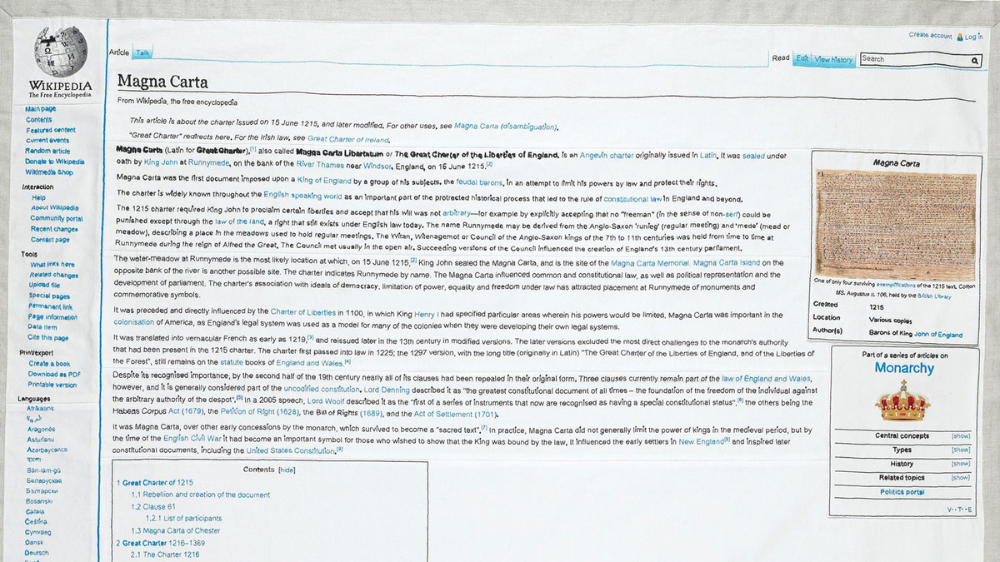 WIKIPEDIA
The Free Encyclopedia
Main page
Contents
Featured content
Current events
Random article
Donate to Wikipedia
Wikimedia Shop
Interaction
Help
About Wikipedia
Community portal
Recent changes
Contact page
Tools
What links here
Related changes
Upload file
Special pages
Permanent link
Page information
Data item
Cite this page
Print/export
Create a book
Download as PDF
Printable version
Languages
Afrikaans
Aragonés
Asturianu
Azərbaycanca
বাংলা
Bân-lâm-gú
Беларуская
Български
Bosanski
Català
Čeština
Cymraeg
Dansk
Deutsch
Create account Log in
Article Talk
Read Edit View history Search
Magna Carta
From Wikipedia, the free encyclopedia
This article is about the charter issued on 15 June 1215, and later modified. For other uses, see Magna Carta (disambiguation).
"Great Charter" redirects here. For the Irish law, see Great Charter of Ireland.
Magna Carta (Latin for Great Charter),[1] also called Magna Carta Libertatum or The Great Charter of the Liberties of England, is an Angevin charter originally issued in Latin. It was sealed under
oath by King John at Runnymede, on the bank of the River Thames near Windsor, England, on 15 June 1215.[2]
Magna Carta was the first document imposed upon a King of England by a group of his subjects, the feudal barons, in an attempt to limit his powers by law and protect their rights.
The charter is widely known throughout the English speaking world as an important part of the protrected historical process that led to the rule of constitutional law in England and beyond.
The 1215 charter required King John to proclaim certain liberties and accept that his will was not arbitrary—for example by explicitly accepting that no "freeman" (in the sense of non-serf) could be
punished except through the law of the land, a right that still exists under English law today. The name Runnymede may be derived from the Anglo-Saxon 'runieg' (regular meeting) and 'mede' (mead or
meadow), describing a place in the meadows used to hold regular meetings. The Witan, Witenagemot or Council of the Anglo-Saxon kings of the 7th to 11th centuries was held from time to time at
Runnymede during the reign of Alfred the Great. The Council met usually in the open air. Succeeding versions of the Council influenced the creation of England's 13th century parliament.
The water-meadow at Runnymede is the most likely location at which, on 15 June 1215,[2] King John sealed the Magna Carta, and is the site of the Magna Carta Memorial. Magna Carta Island on the
opposite bank of the river is another possible site. The charter indicates Runnymede by name. The Magna Carta influenced common and constitutional law, as well as political representation and the
development of parliament. The charter's association with ideals of democracy, limitation of power, equality and freedom under law has attracted placement at Runnymede of monuments and
commemorative symbols.
It was preceded and directly influenced by the Charter of Liberties in 1100, in which King Henry I had specified particular areas wherein his powers would be limited. Magna Carta was important in the
colonisation of America, as England's legal system was used as a model for many of the colonies when they were developing their own legal systems.
It was translated into vernacular French as early as 1219,[3] and reissued later in the 13th century in modified versions. The later versions excluded the most direct challenges to the monarch's authority
that had been present in the 1215 charter. The charter first passed into law in 1225; the 1297 version, with the long title (originally in Latin) "The Great Charter of the Liberties of England, and of the Liberties of
the Forest", still remains on the statute books of England and Wales.[4]
Despite its recognised importance, by the second half of the 19th century nearly all of its clauses had been repealed in their original form. Three clauses currently remain part of the law of England and Wales,
however, and it is generally considered part of the uncodified constitution. Lord Denning described it as "the greatest constitutional document of all times – the foundation of the freedom of the individual against
the arbitrary authority of the despot".[5] In a 2005 speech, Lord Woolf described it as the "first of a series of instruments that now are recognised as having a special constitutional status",[6] the others being the
Habeas Corpus Act (1679), the Petition of Right (1628), the Bill of Rights (1689), and the Act of Settlement (1701).
It was Magna Carta, over other early concessions by the monarch, which survived to become a "sacred text".[7] In practice, Magna Carta did not generally limit the power of kings in the medieval period, but by
the time of the English Civil War it had become an important symbol for those who wished to show that the King was bound by the law. It influenced the early settlers in New England[8] and inspired later
constitutional documents, including the United States Constitution.[9]
Contents [hide]
1 Great Charter of 1215
1.1 Rebellion and creation of the document
1.2 Clause 61
1.2.1 List of participants
1.3 Magna Carta of Chester
2 Great Charter 1216–1369
2.1 The Charter 1216
Magna Carta
One of only four surviving exemplifications of the 1215 text. Cotton
MS. Augustus II. 106, held by the British Library
Created 1215
Location Various copies
Author(s) Barons of King John of England
Part of a series of articles on
Monarchy
Central concepts [show]
Types [show]
History [show]
Related topics [show]
Politics portal
V · T · E